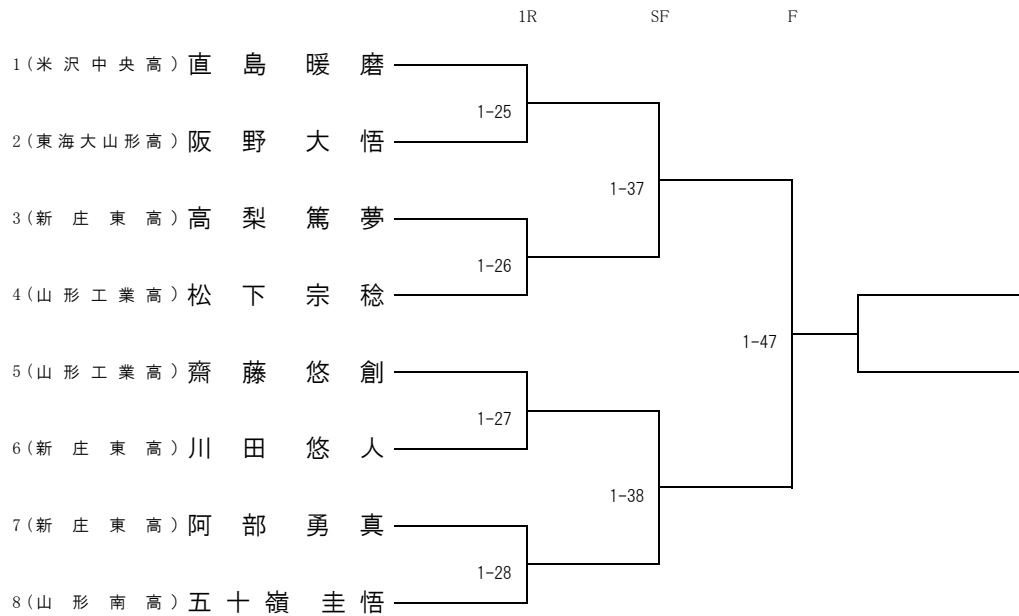 1R SF F
1(米沢中央高) 直島暖磨
1-25
2(東海大山形高) 阪野大悟
1-37
3(新庄東高) 高梨篤夢
1-26
4(山形工業高) 松下宗稔
1-47
5(山形工業高) 齋藤悠創
1-27
6(新庄東高) 川田悠人
1-38
7(新庄東高) 阿部勇真
1-28
8(山形南高) 五十嶺圭悟